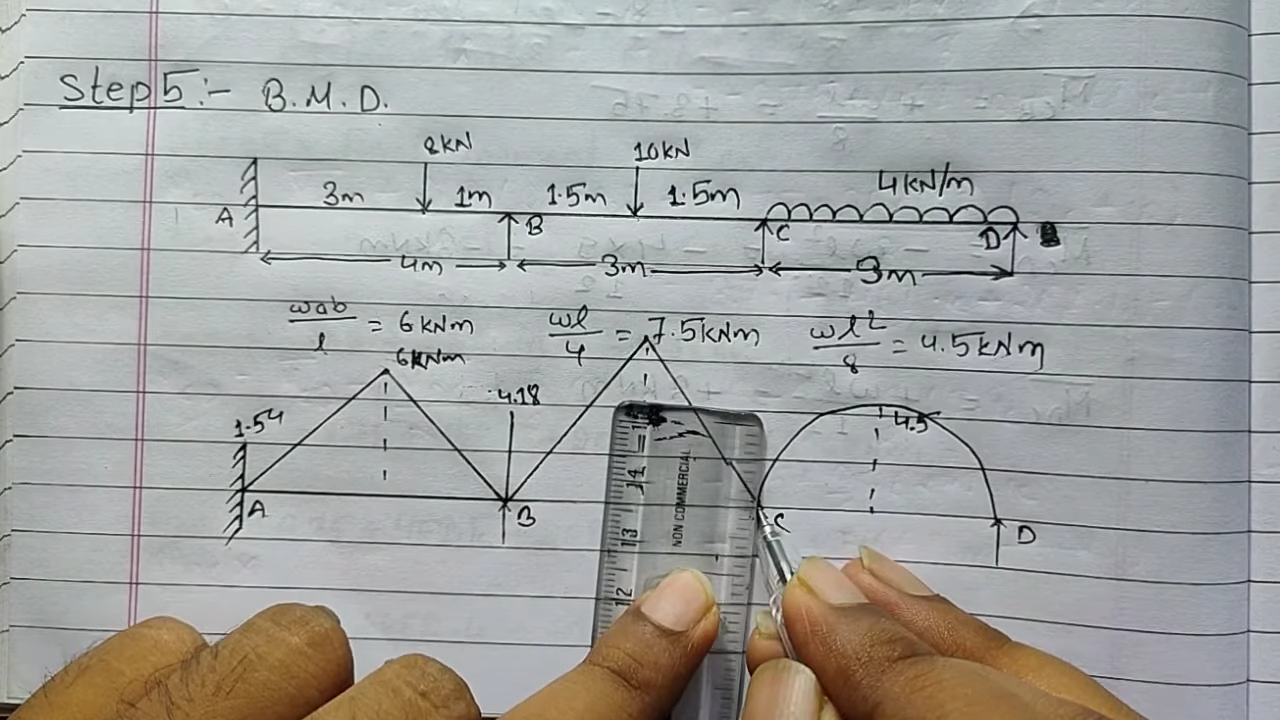 Step 5:- B.M.D.
8kN 10kN
3m 1m 1.5m 1.5m 4kN/m
A B C D
4m 3m 3m
wab/l = 6kNm wl/4 = 7.5kNm wl²/8 = 4.5kNm
6kNm
4.18
1.54 4.5
A B C D
15
14
13
12
NON COMMERCIAL